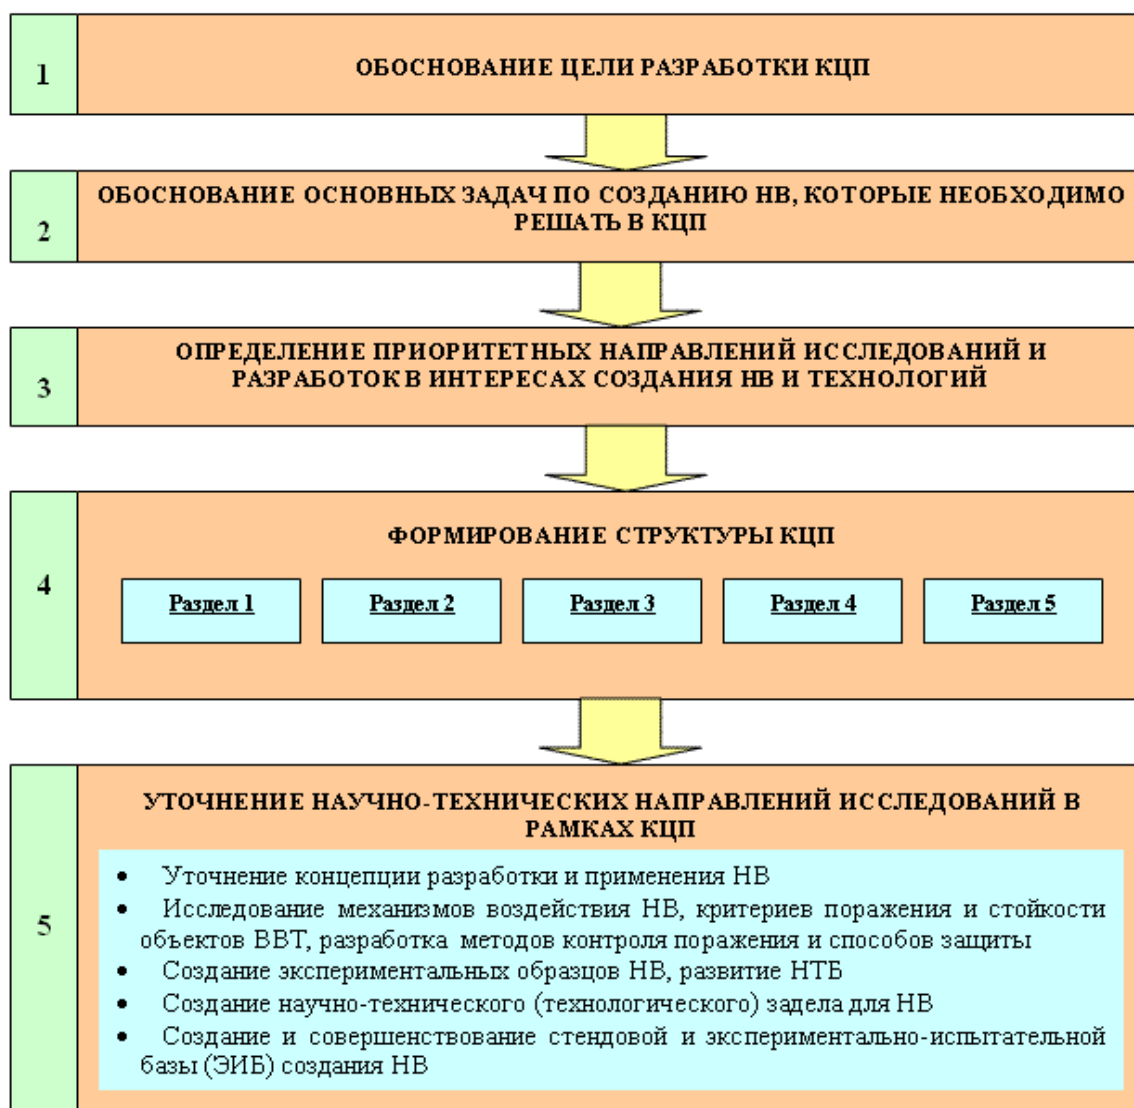 1
ОБОСНОВАНИЕ ЦЕЛИ РАЗРАБОТКИ КЦП
2
ОБОСНОВАНИЕ ОСНОВНЫХ ЗАДАЧ ПО СОЗДАНИЮ НВ, КОТОРЫЕ НЕОБХОДИМО
РЕШАТЬ В КЦП
3
ОПРЕДЕЛЕНИЕ ПРИОРИТЕТНЫХ НАПРАВЛЕНИЙ ИССЛЕДОВАНИЙ И
РАЗРАБОТОК В ИНТЕРЕСАХ СОЗДАНИЯ НВ И ТЕХНОЛОГИЙ
4
ФОРМИРОВАНИЕ СТРУКТУРЫ КЦП
Раздел 1 Раздел 2 Раздел 3 Раздел 4 Раздел 5
5
УТОЧНЕНИЕ НАУЧНО-ТЕХНИЧЕСКИХ НАПРАВЛЕНИЙ ИССЛЕДОВАНИЙ В
РАМКАХ КЦП
• Уточнение концепции разработки и применения НВ
• Исследование механизмов воздействия НВ, критериев поражения и стойкости
объектов ВВТ, разработка методов контроля поражения и способов защиты
• Создание экспериментальных образцов НВ, развитие НТБ
• Создание научно-технического (технологического) задела для НВ
• Создание и совершенствование стендовой и экспериментально-испытательной
базы (ЭИБ) создания НВ